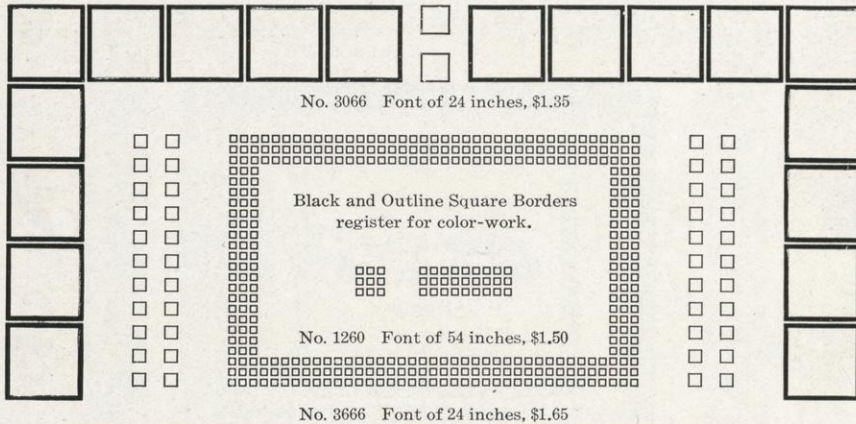 No. 3066 Font of 24 inches, $1.35
Black and Outline Square Borders
register for color-work.
No. 1260 Font of 54 inches, $1.50
No. 3666 Font of 24 inches, $1.65